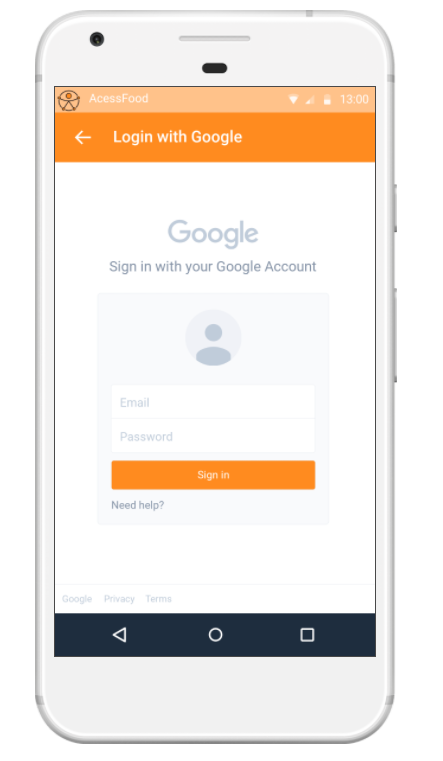 AcessFood 13:00
Login with Google
Google
Sign in with your Google Account
Email
Password
Sign in
Need help?
Google Privacy Terms